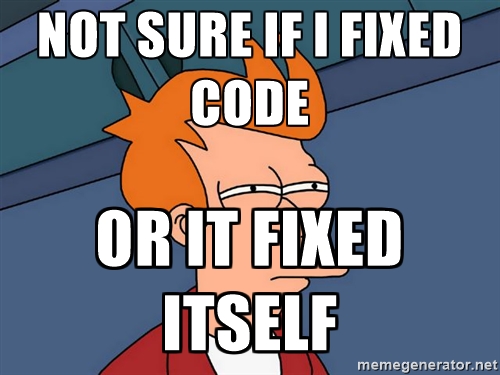 NOT SURE IF I FIXED
CODE
OR IT FIXED
ITSELF
memegenerator.net